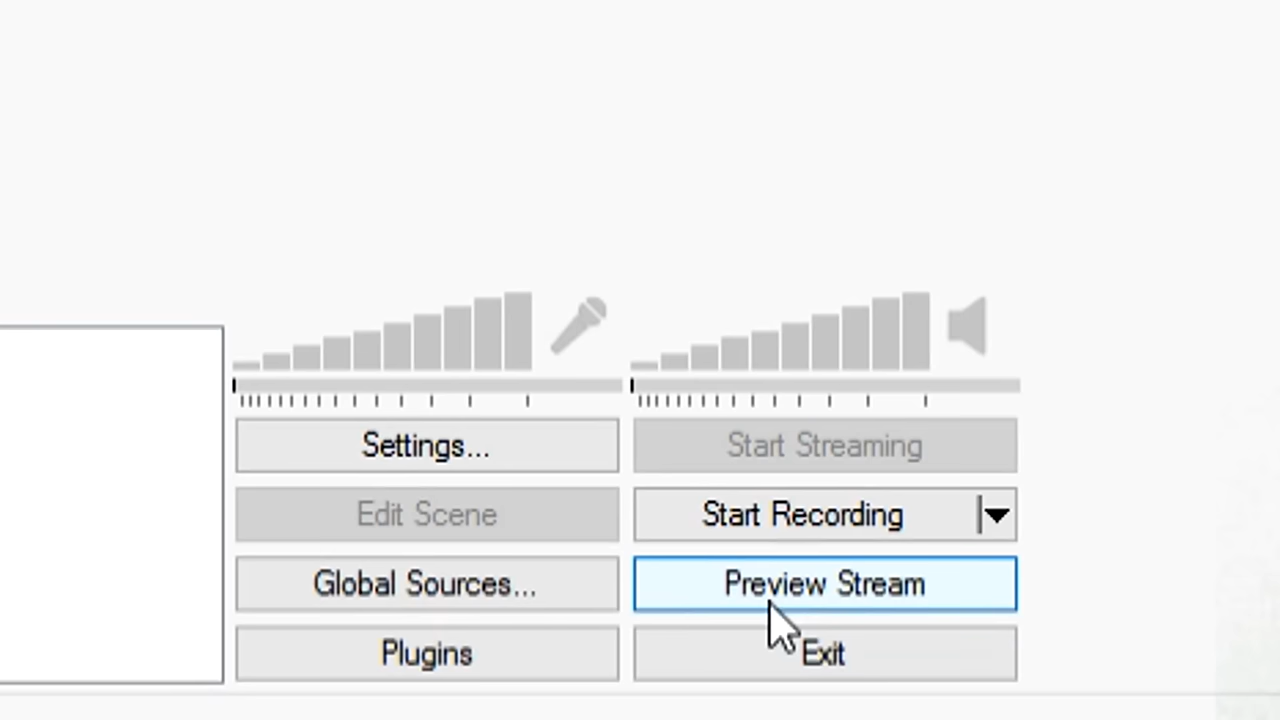 Settings...
Start Streaming
Edit Scene
Start Recording
Global Sources...
Preview Stream
Plugins
Exit